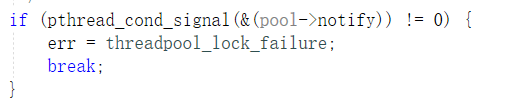 if (pthread_cond_signal(&(pool->notify)) != 0) {
    err = threadpool_lock_failure;
    break;
}